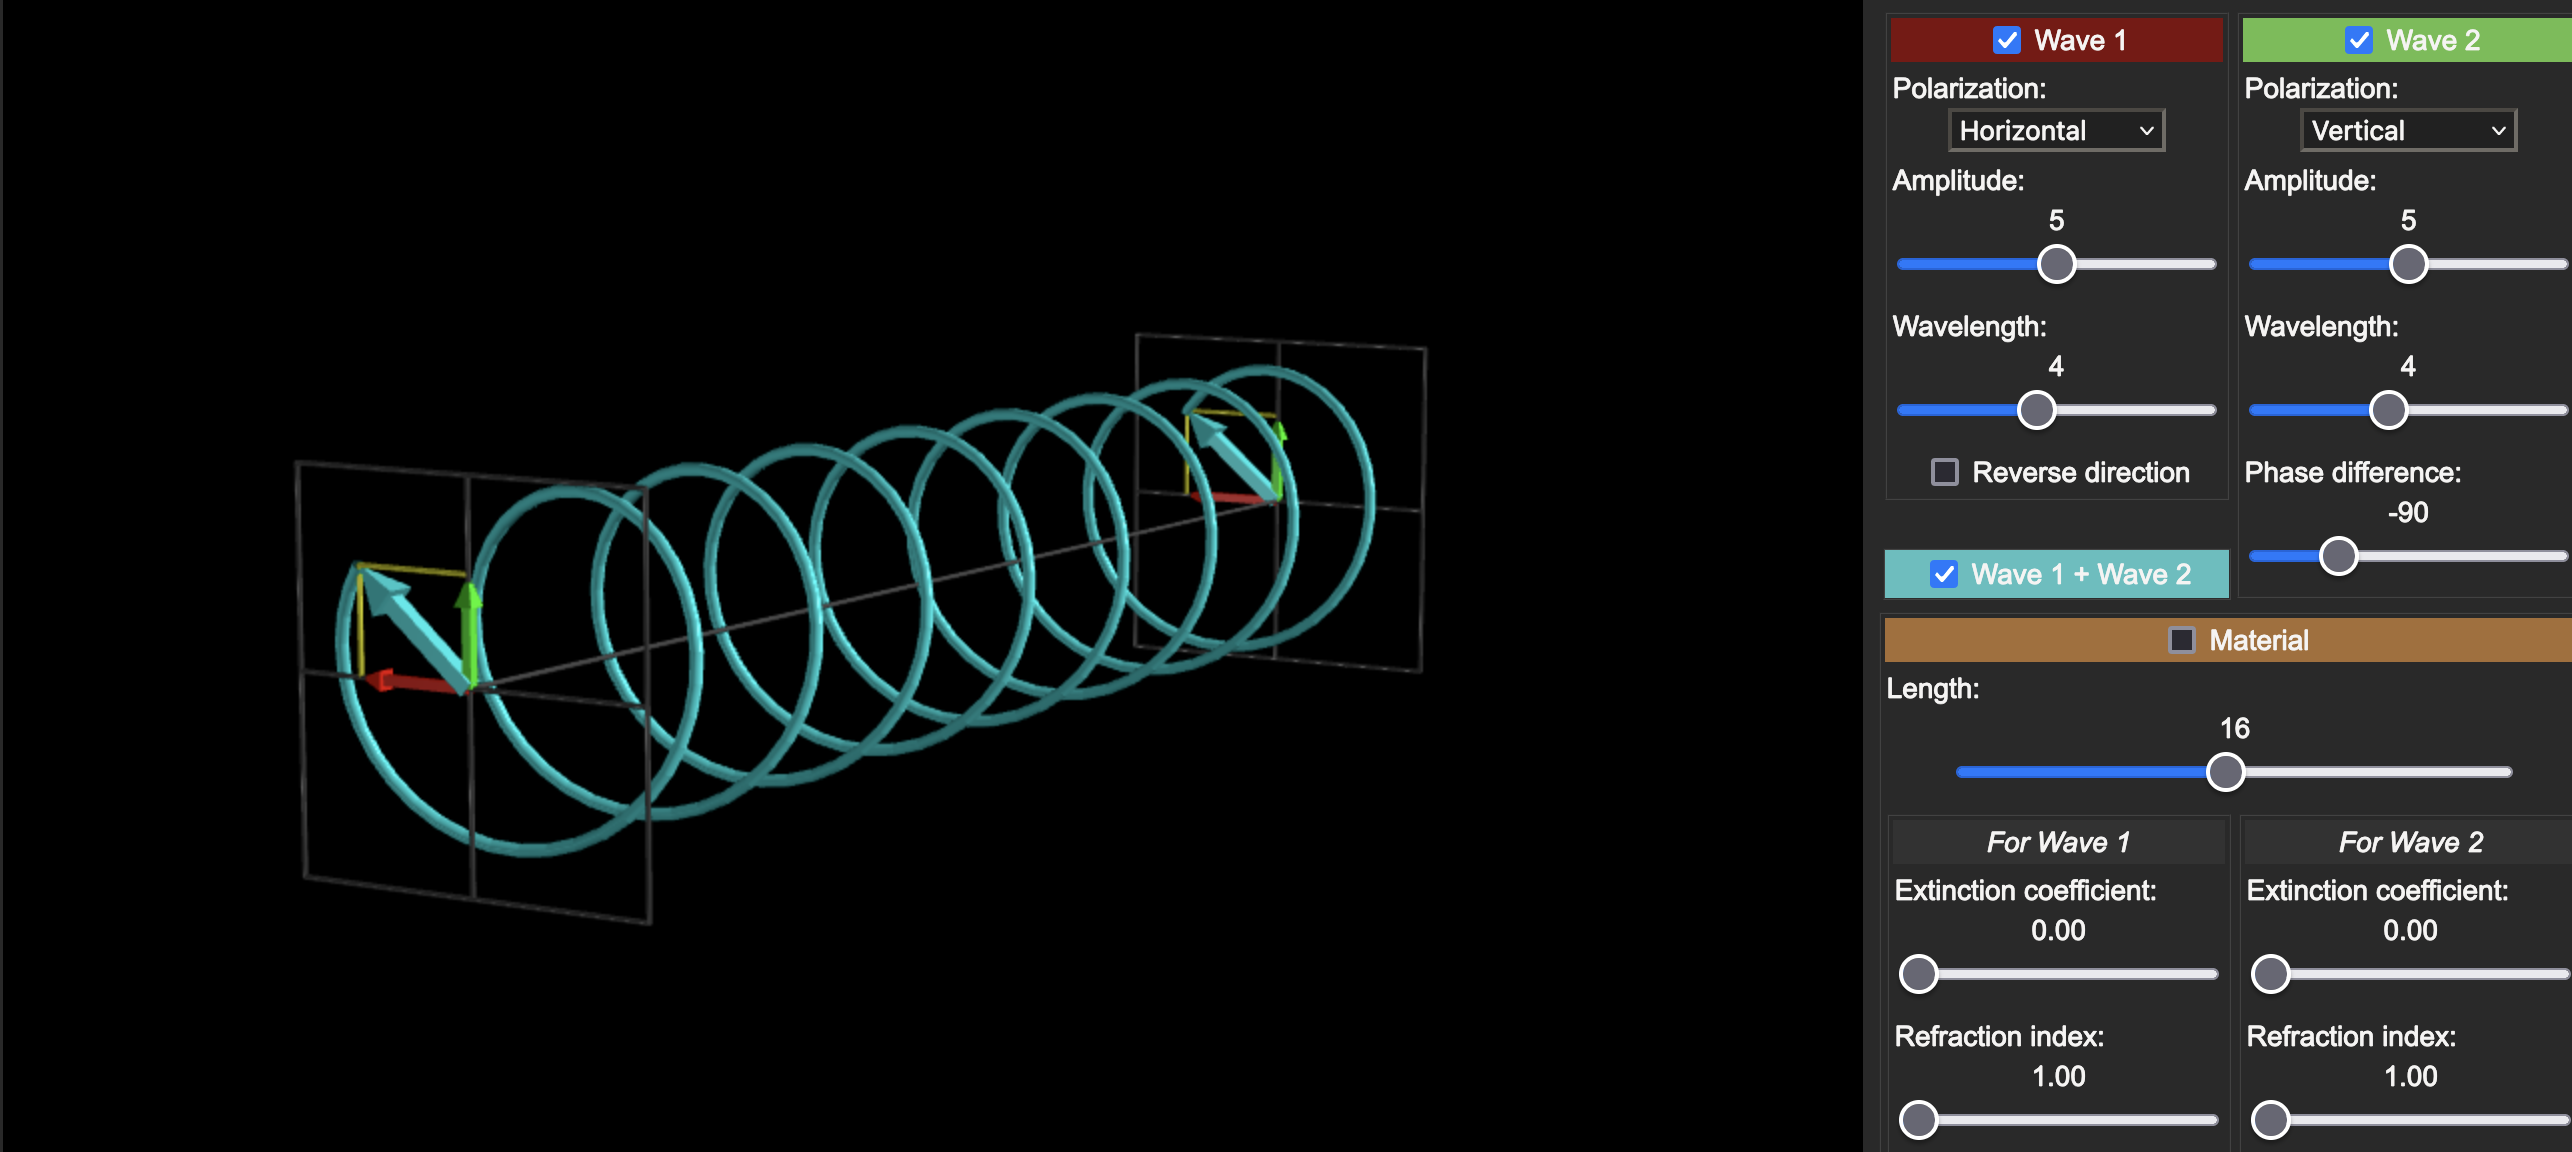 Wave 1
Polarization:
Horizontal
Amplitude:
5
Wavelength:
4
Reverse direction
Wave 2
Polarization:
Vertical
Amplitude:
5
Wavelength:
4
Phase difference:
-90
Wave 1 + Wave 2
Material
Length:
16
For Wave 1
Extinction coefficient:
0.00
Refraction index:
1.00
For Wave 2
Extinction coefficient:
0.00
Refraction index:
1.00